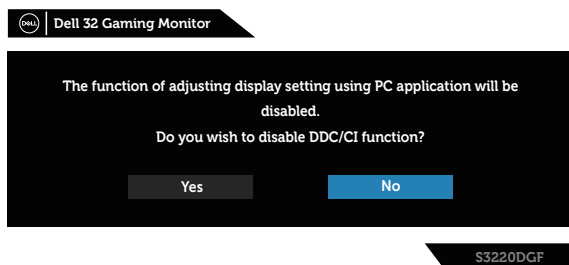 DELL
Dell 32 Gaming Monitor
The function of adjusting display setting using PC application will be
disabled.
Do you wish to disable DDC/CI function?
Yes
No
S3220DGF